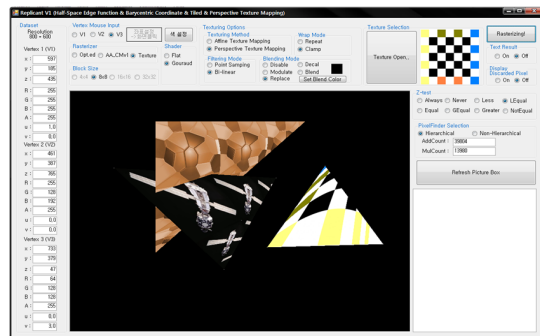 Replicant V1 (Half-Space Edge Function & Barycentric Coordinate & Tiled & Perspective Texture Mapping)
Dataset
Resolution
800 × 600
Vertex 1 (V1)
x : 597
y : 185
z : 435
R : 255
G : 255
B : 255
A : 255
u : 1,0
v : 0,0
Vertex 2 (V2)
x : 461
y : 387
z : 765
R : 255
G : 128
B : 192
A : 255
u : 0,0
v : 0,0
Vertex 3 (V3)
x : 733
y : 379
z : 47
R : 64
G : 128
B : 128
A : 255
u : 0,0
v : 3,0
Vertex Mouse Input
V1 V2 V3
새 설정
Rasterizer
OptLed AA_CMvl Texture
Block Size
4x4 8x8 16x16 32x32
Shader
Flat
Gouraud
Texturing Options
Texturing Method
Affine Texture Mapping
Perspective Texture Mapping
Wrap Mode
Repeat
Clamp
Filtering Mode
Point Sampling
Bi-linear
Blending Mode
Disable
Modulate
Replace
Decal
Blend
Set Blend Color
Texture Selection
Texture Open...
Rasterizing!
Text Result
On Off
Display
Discarded Pixel
On Off
Z-test
Always Never Less LEqual
Equal GEqual Greater NotEqual
PixelFinder Selection
Hierarchical Non-Hierarchical
AddCount : 39804
MulCount : 13980
Refresh Picture Box